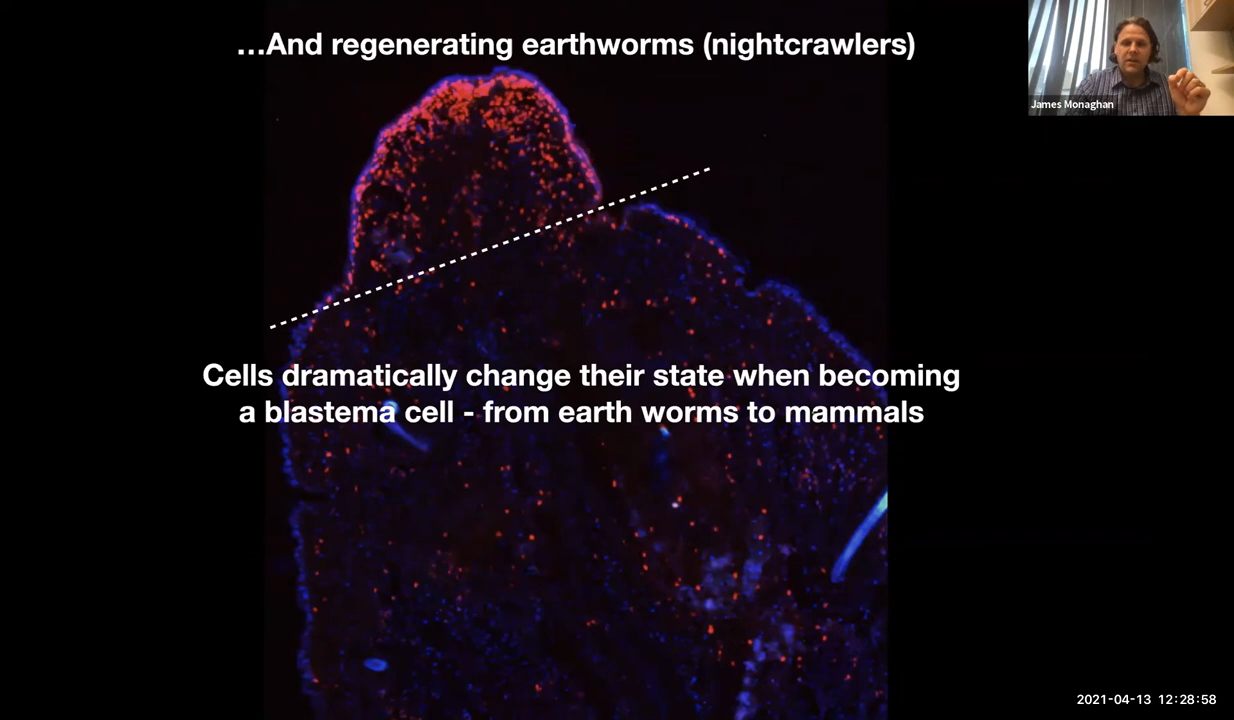 ...And regenerating earthworms (nightcrawlers)
James Monaghan
Cells dramatically change their state when becoming
a blastema cell - from earth worms to mammals
2021-04-13 12:28:58